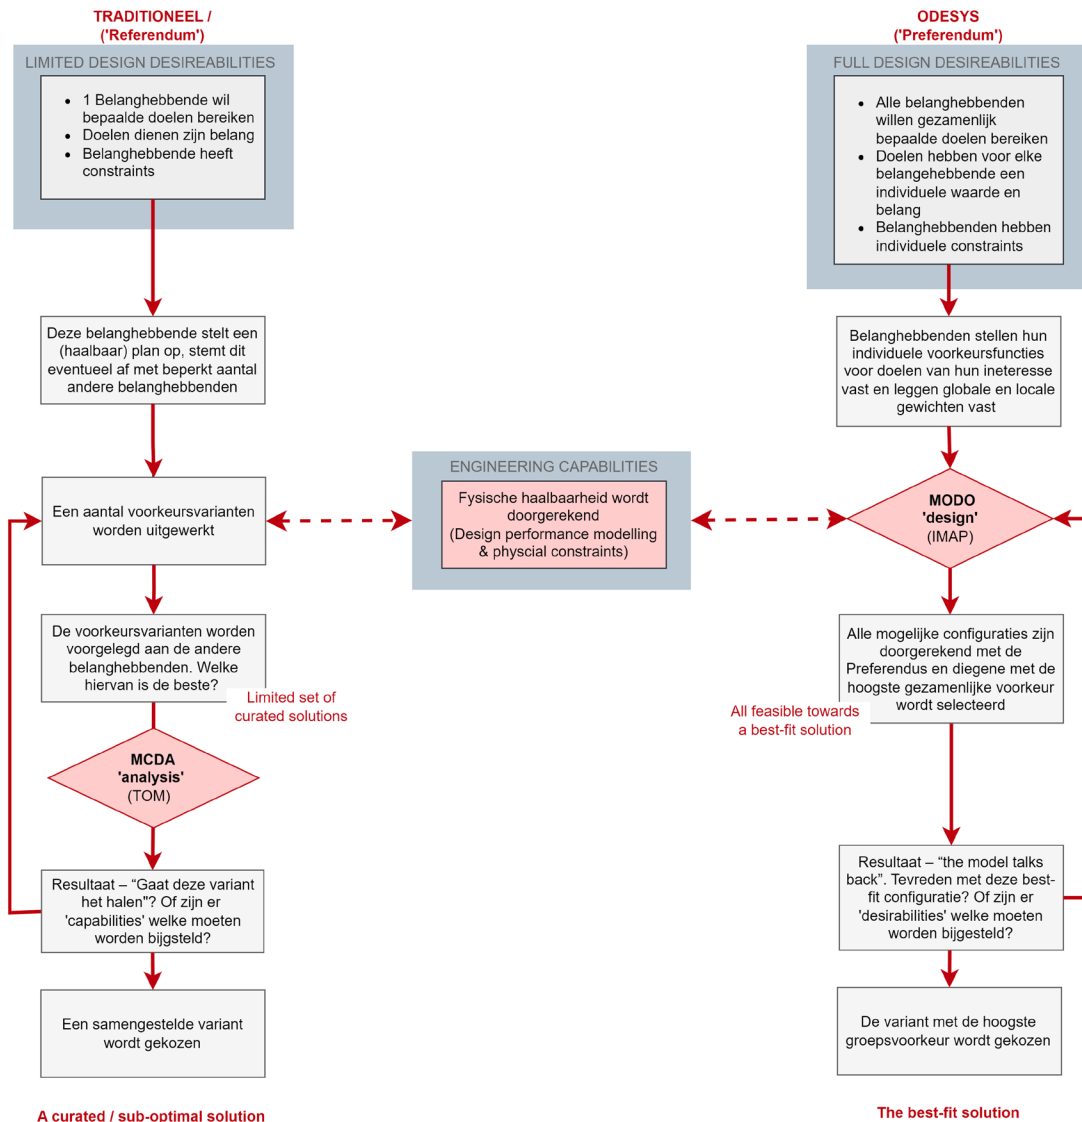 TRADITIONEEL /
('Referendum')
LIMITED DESIGN DESIREABILITIES
• 1 Belanghebbende wil
bepaalde doelen bereiken
• Doelen dienen zijn belang
• Belanghebbende heeft
constraints
Deze belanghebbende stelt een
(haalbaar) plan op, stemt dit
eventueel af met beperkt aantal
andere belanghebbenden
Een aantal voorkeursvarianten
worden uitgewerkt
De voorkeursvarianten worden
voorgelegd aan de andere
belanghebbenden. Welke
hiervan is de beste?
Limited set of
curated solutions
MCDA
'analysis'
(TOM)
Resultaat – “Gaat deze variant
het halen"? Of zijn er
'capabilities' welke moeten
worden bijgsteld?
Een samengestelde variant
wordt gekozen
A curated / sub-optimal solution
ENGINEERING CAPABILITIES
Fysische haalbaarheid wordt
doorgerekend
(Design performance modelling
& physcial constraints)
ODESYS
('Preferendum')
FULL DESIGN DESIREABILITIES
• Alle belanghebbenden
willen gezamenlijk
bepaalde doelen bereiken
• Doelen hebben voor elke
belangehebbende een
individuele waarde en
belang
• Belanghebbenden hebben
individuele constraints
Belanghebbenden stellen hun
individuele voorkeursfuncties
voor doelen van hun ineteresse
vast en leggen globale en locale
gewichten vast
MODO
'design'
(IMAP)
Alle mogelijke configuraties zijn
doorgerekend met de
Preferendus en diegene met de
hoogste gezamenlijke voorkeur
wordt selecteerd
All feasible towards
a best-fit solution
Resultaat – “the model talks
back”. Tevreden met deze best-
fit configuratie? Of zijn er
'desirabilities' welke moeten
worden bijgesteld?
De variant met de hoogste
groepsvoorkeur wordt gekozen
The best-fit solution